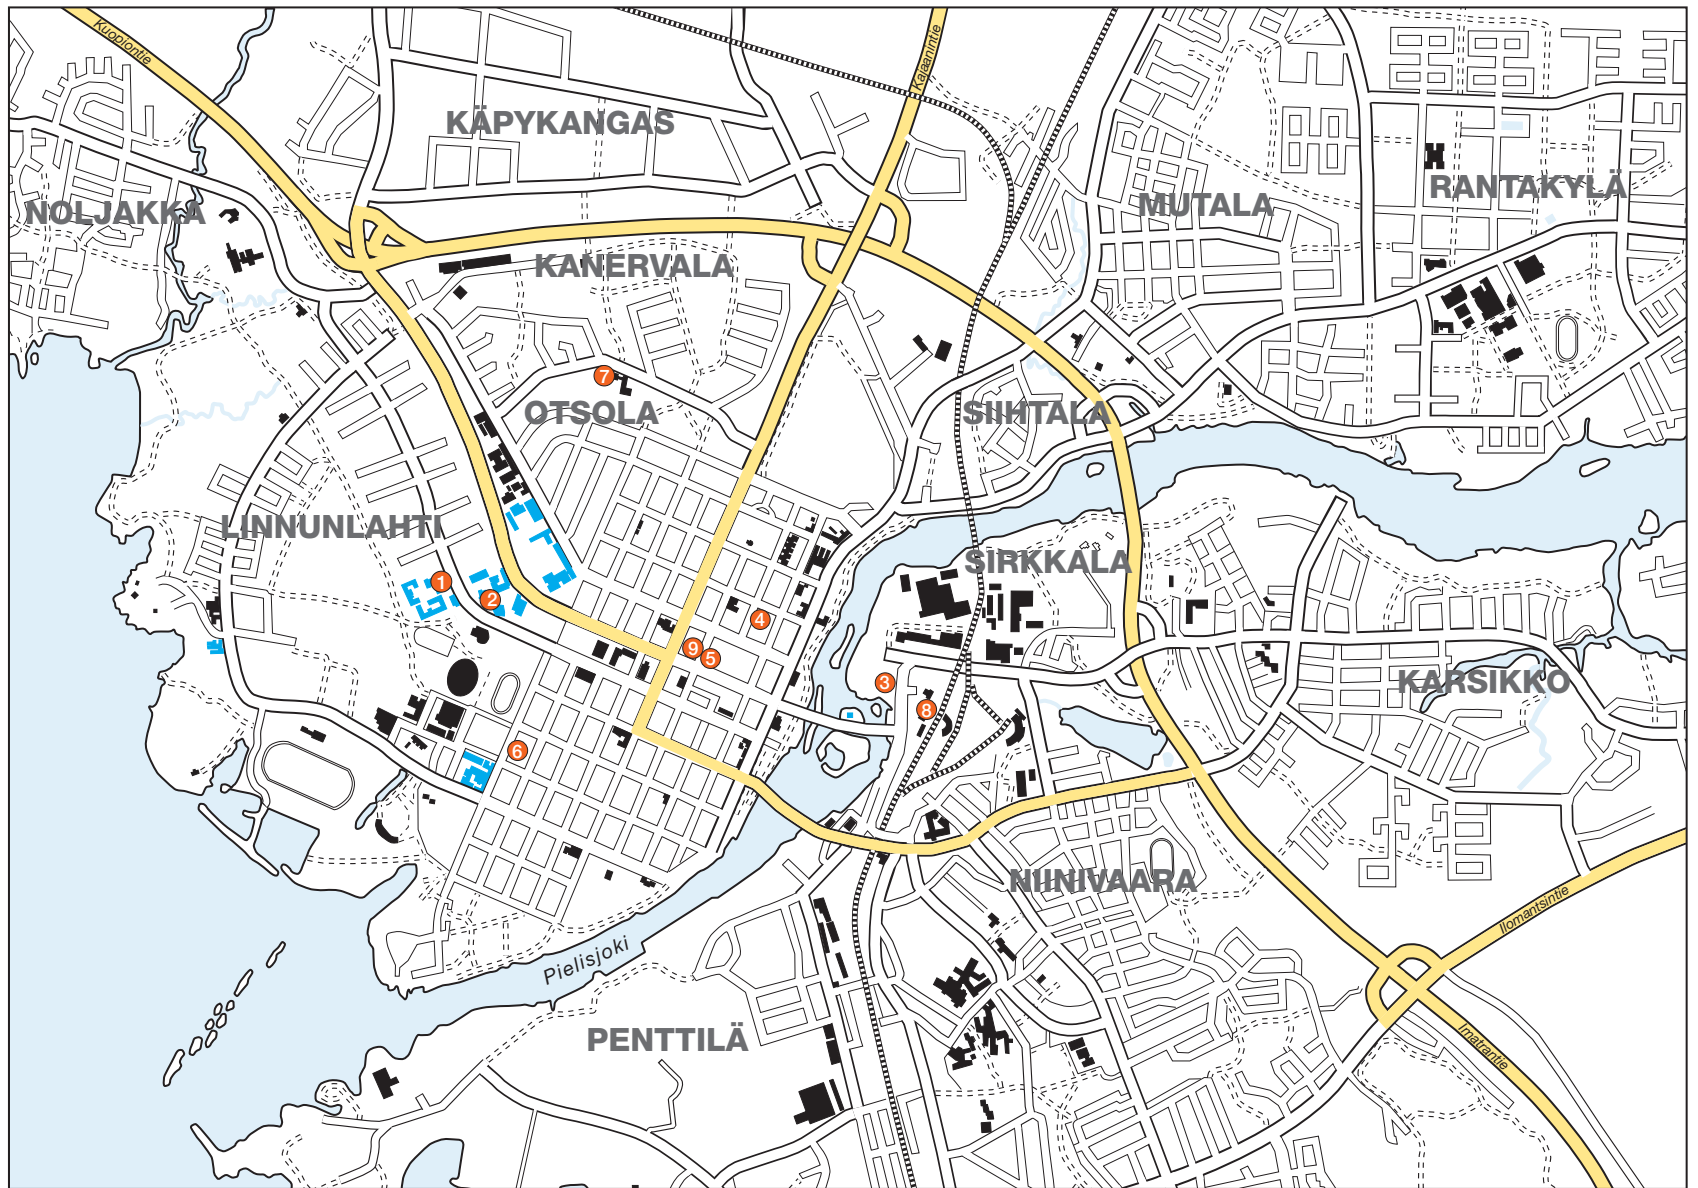 Kuopiontie
Kajaanintie
KÄPYKANGAS
RANTAKYLÄ
NOLJAKKA
MUTALA
KANERVALA
7
OTSOLA
SIIHTALA
LINNUNLAHTI
SIRKKALA
1
2
4
9
5
3
KARSIKKO
8
6
NIINIVAARA
Ilomantsintie
Pielisjoki
PENTTILÄ
Imatrantie